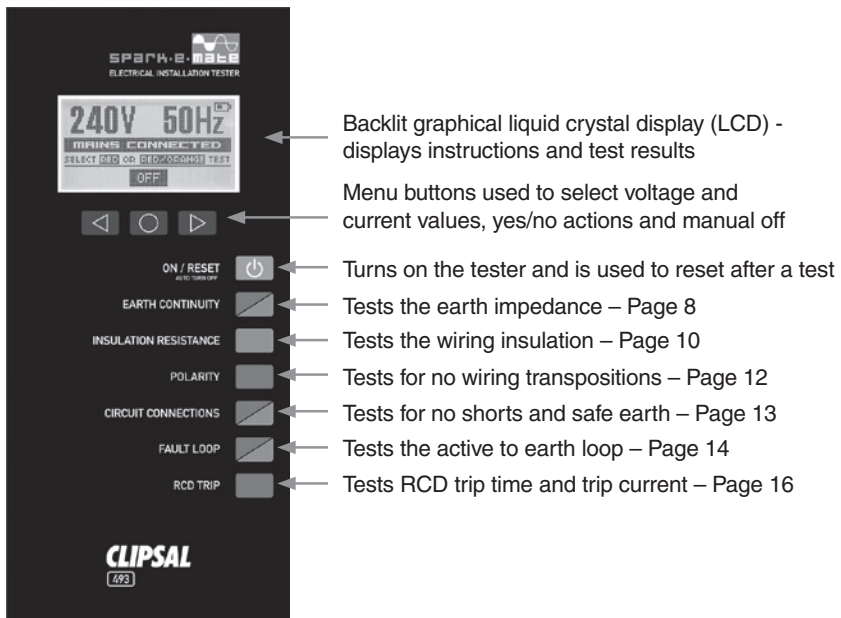 spark·e·mate
ELECTRICAL INSTALLATION TESTER
240V 50Hz
MAINS CONNECTED
SELECT RED OR RED/ORANGE TEST
OFF
Backlit graphical liquid crystal display (LCD) -
displays instructions and test results
Menu buttons used to select voltage and
current values, yes/no actions and manual off
ON / RESET
AUTO TURN OFF
Turns on the tester and is used to reset after a test
EARTH CONTINUITY
Tests the earth impedance – Page 8
INSULATION RESISTANCE
Tests the wiring insulation – Page 10
POLARITY
Tests for no wiring transpositions – Page 12
CIRCUIT CONNECTIONS
Tests for no shorts and safe earth – Page 13
FAULT LOOP
Tests the active to earth loop – Page 14
RCD TRIP
Tests RCD trip time and trip current – Page 16
CLIPSAL
493